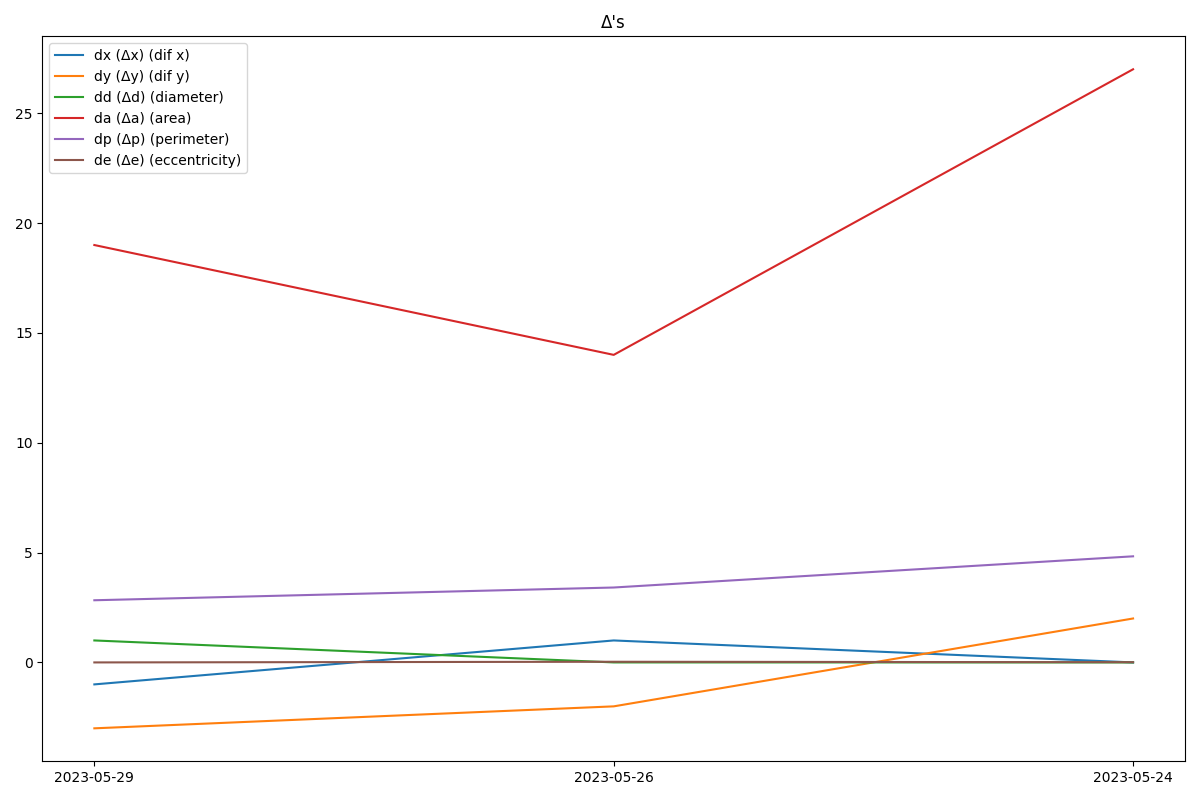 Δ's
dx (Δx) (dif x)
dy (Δy) (dif y)
dd (Δd) (diameter)
da (Δa) (area)
dp (Δp) (perimeter)
de (Δe) (eccentricity)
25
20
15
10
5
0
2023-05-29
2023-05-26
2023-05-24